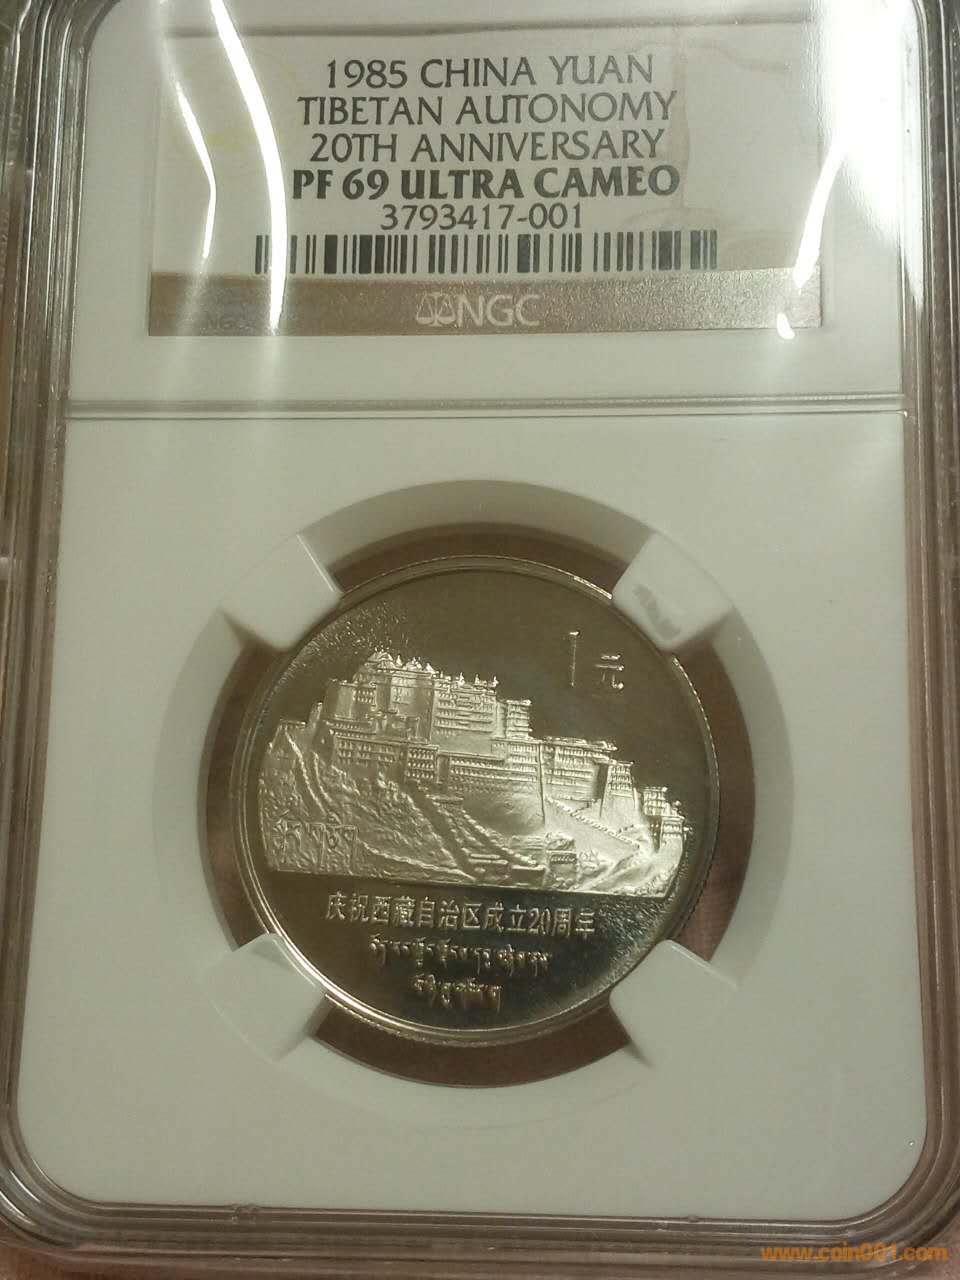 1985 CHINA YUAN
TIBETAN AUTONOMY
20TH ANNIVERSARY
PF 69 ULTRA CAMEO
3793417-001
NGC
NGC
1元
庆祝西藏自治区成立20周年
www.coin001.com